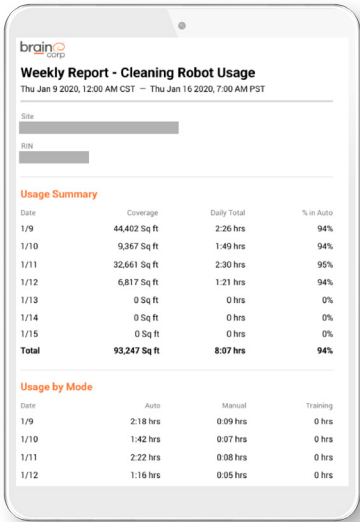 brain
corp
Weekly Report - Cleaning Robot Usage
Thu Jan 9 2020, 12:00 AM CST — Thu Jan 16 2020, 7:00 AM PST
Site
RIN
Usage Summary
Date Coverage Daily Total % in Auto
1/9 44,402 Sq ft 2:26 hrs 94%
1/10 9,367 Sq ft 1:49 hrs 94%
1/11 32,661 Sq ft 2:30 hrs 95%
1/12 6,817 Sq ft 1:21 hrs 94%
1/13 0 Sq ft 0 hrs 0%
1/14 0 Sq ft 0 hrs 0%
1/15 0 Sq ft 0 hrs 0%
Total 93,247 Sq ft 8:07 hrs 94%
Usage by Mode
Date Auto Manual Training
1/9 2:18 hrs 0:09 hrs 0 hrs
1/10 1:42 hrs 0:07 hrs 0 hrs
1/11 2:22 hrs 0:08 hrs 0 hrs
1/12 1:16 hrs 0:05 hrs 0 hrs